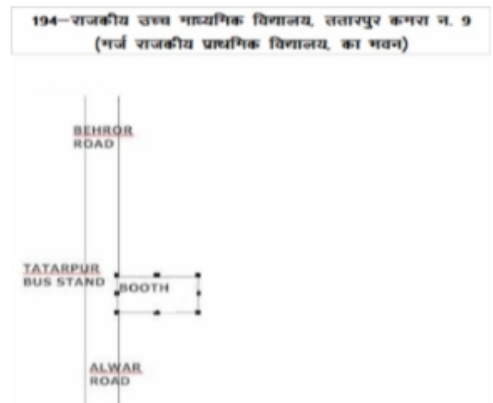 194–राजकीय उच्च माध्यमिक विद्यालय, ततारपुर कमरा न. 9
(मर्ज राजकीय प्राथमिक विद्यालय, का भवन)
BEHROR
ROAD
TATARPUR
BUS STAND
BOOTH
ALWAR
ROAD